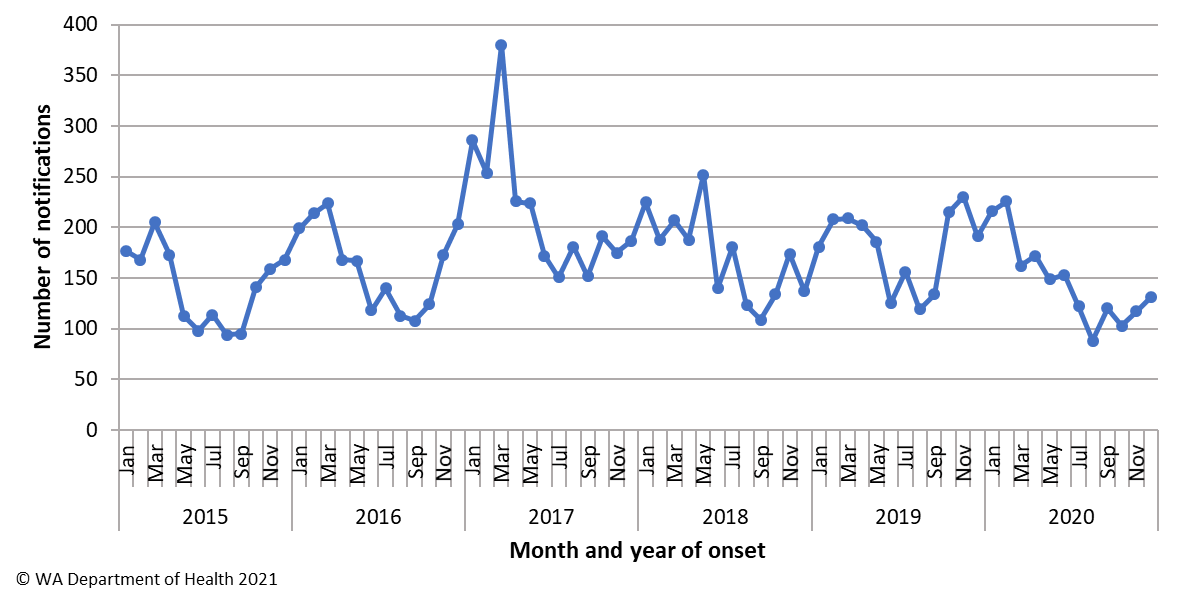 400
350
300
250
200
150
100
50
0
Number of notifications
Jan Mar May Jul Sep Nov Jan Mar May Jul Sep Nov Jan Mar May Jul Sep Nov Jan Mar May Jul Sep Nov Jan Mar May Jul Sep Nov Jan Mar May Jul Sep Nov
2015 2016 2017 2018 2019 2020
Month and year of onset
© WA Department of Health 2021